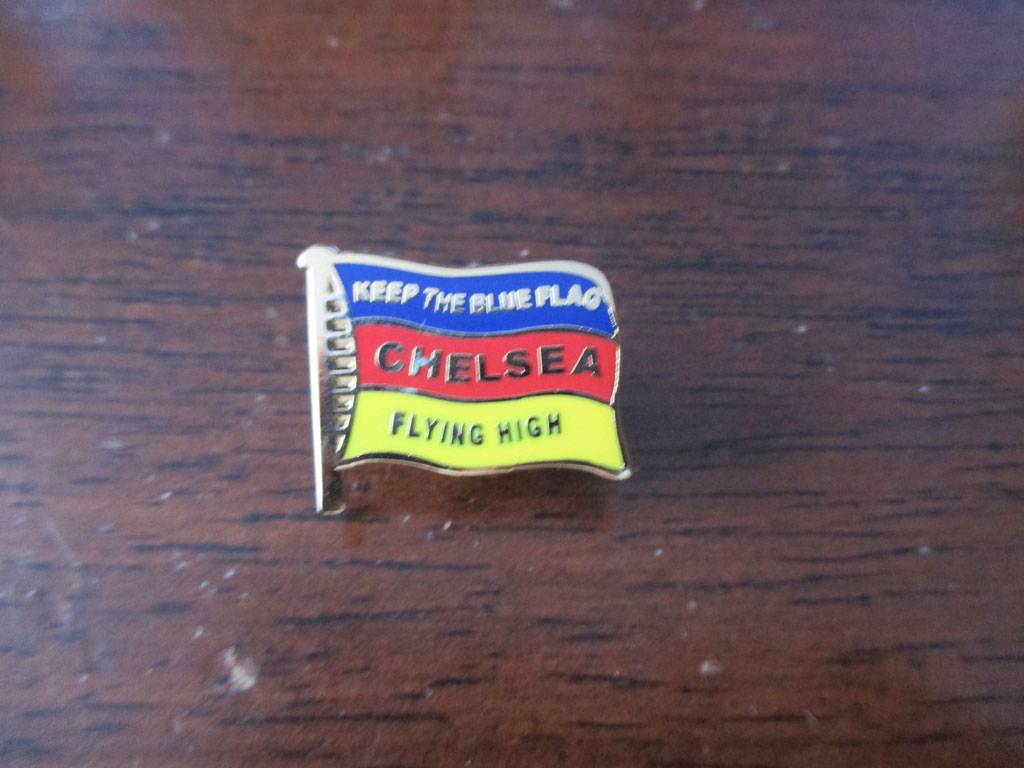 KEEP THE BLUE FLAG
CHELSEA
FLYING HIGH